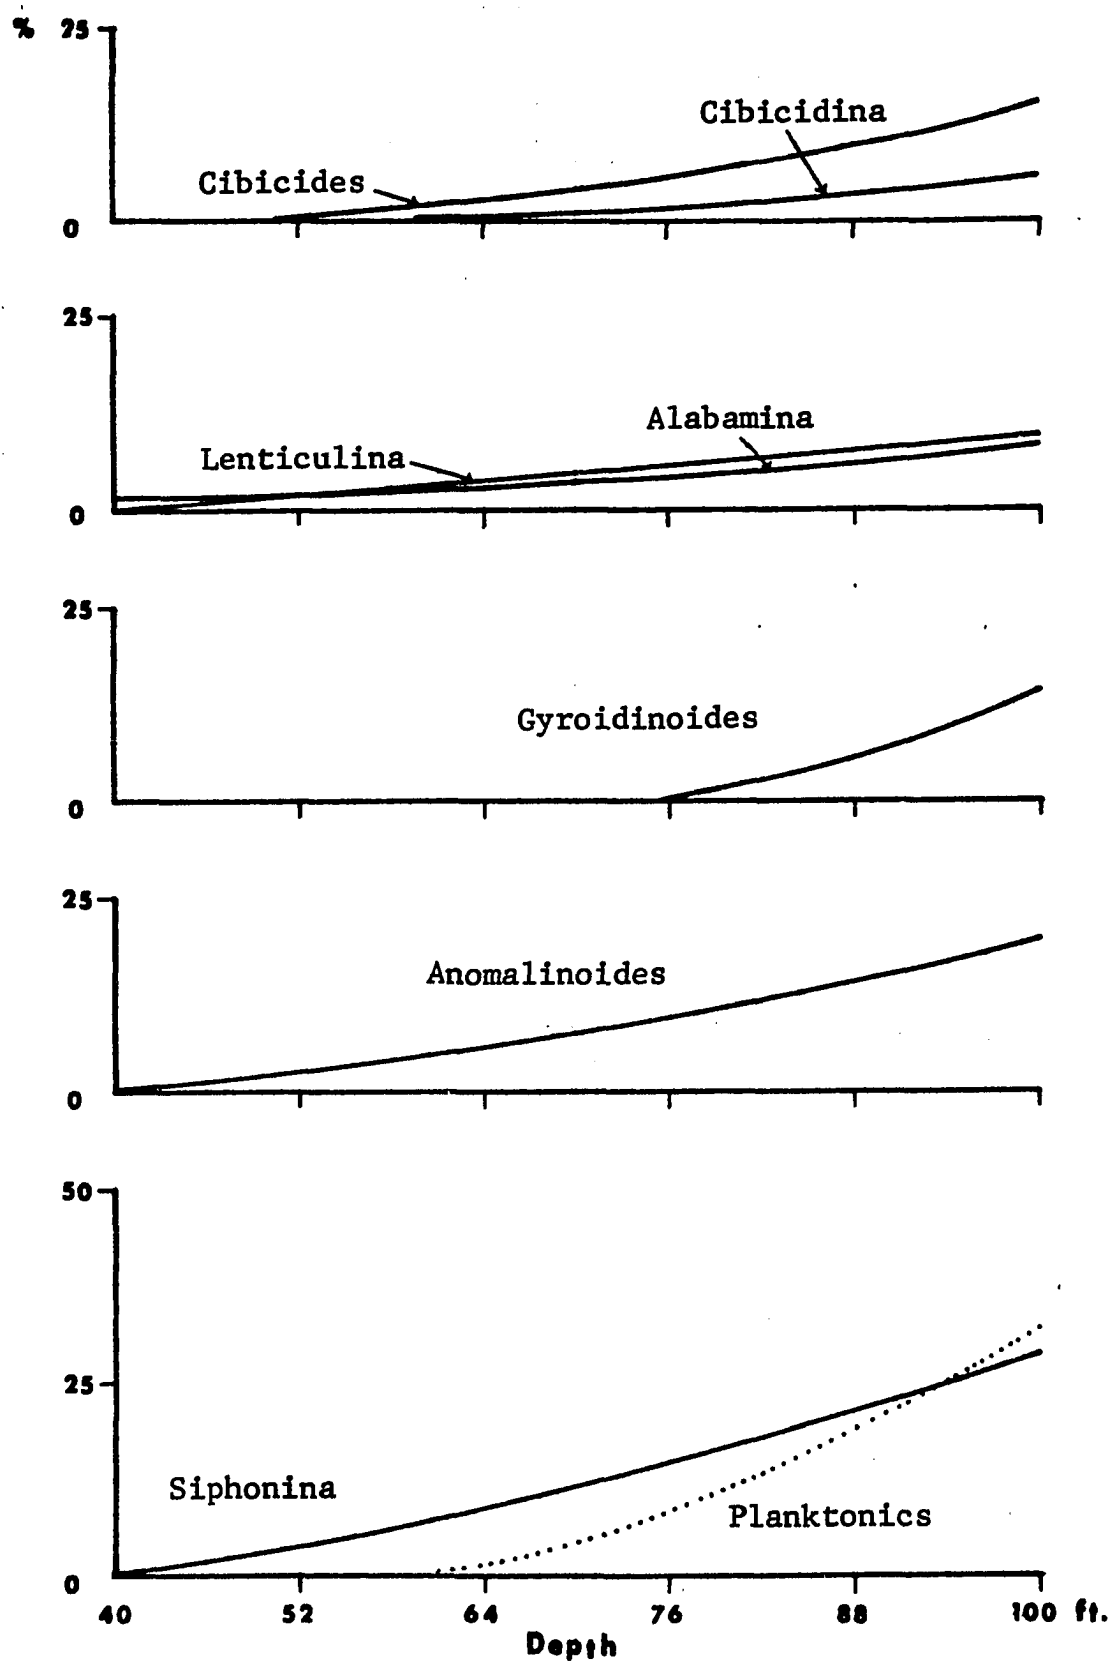 % 25
Cibicidina
Cibicides
0
25
Alabamina
Lenticulina
0
25
Gyroidinoides
0
25
Anomalinoides
0
50
25
Siphonina
Planktonics
0
40 52 64 76 88 100 ft.
Depth